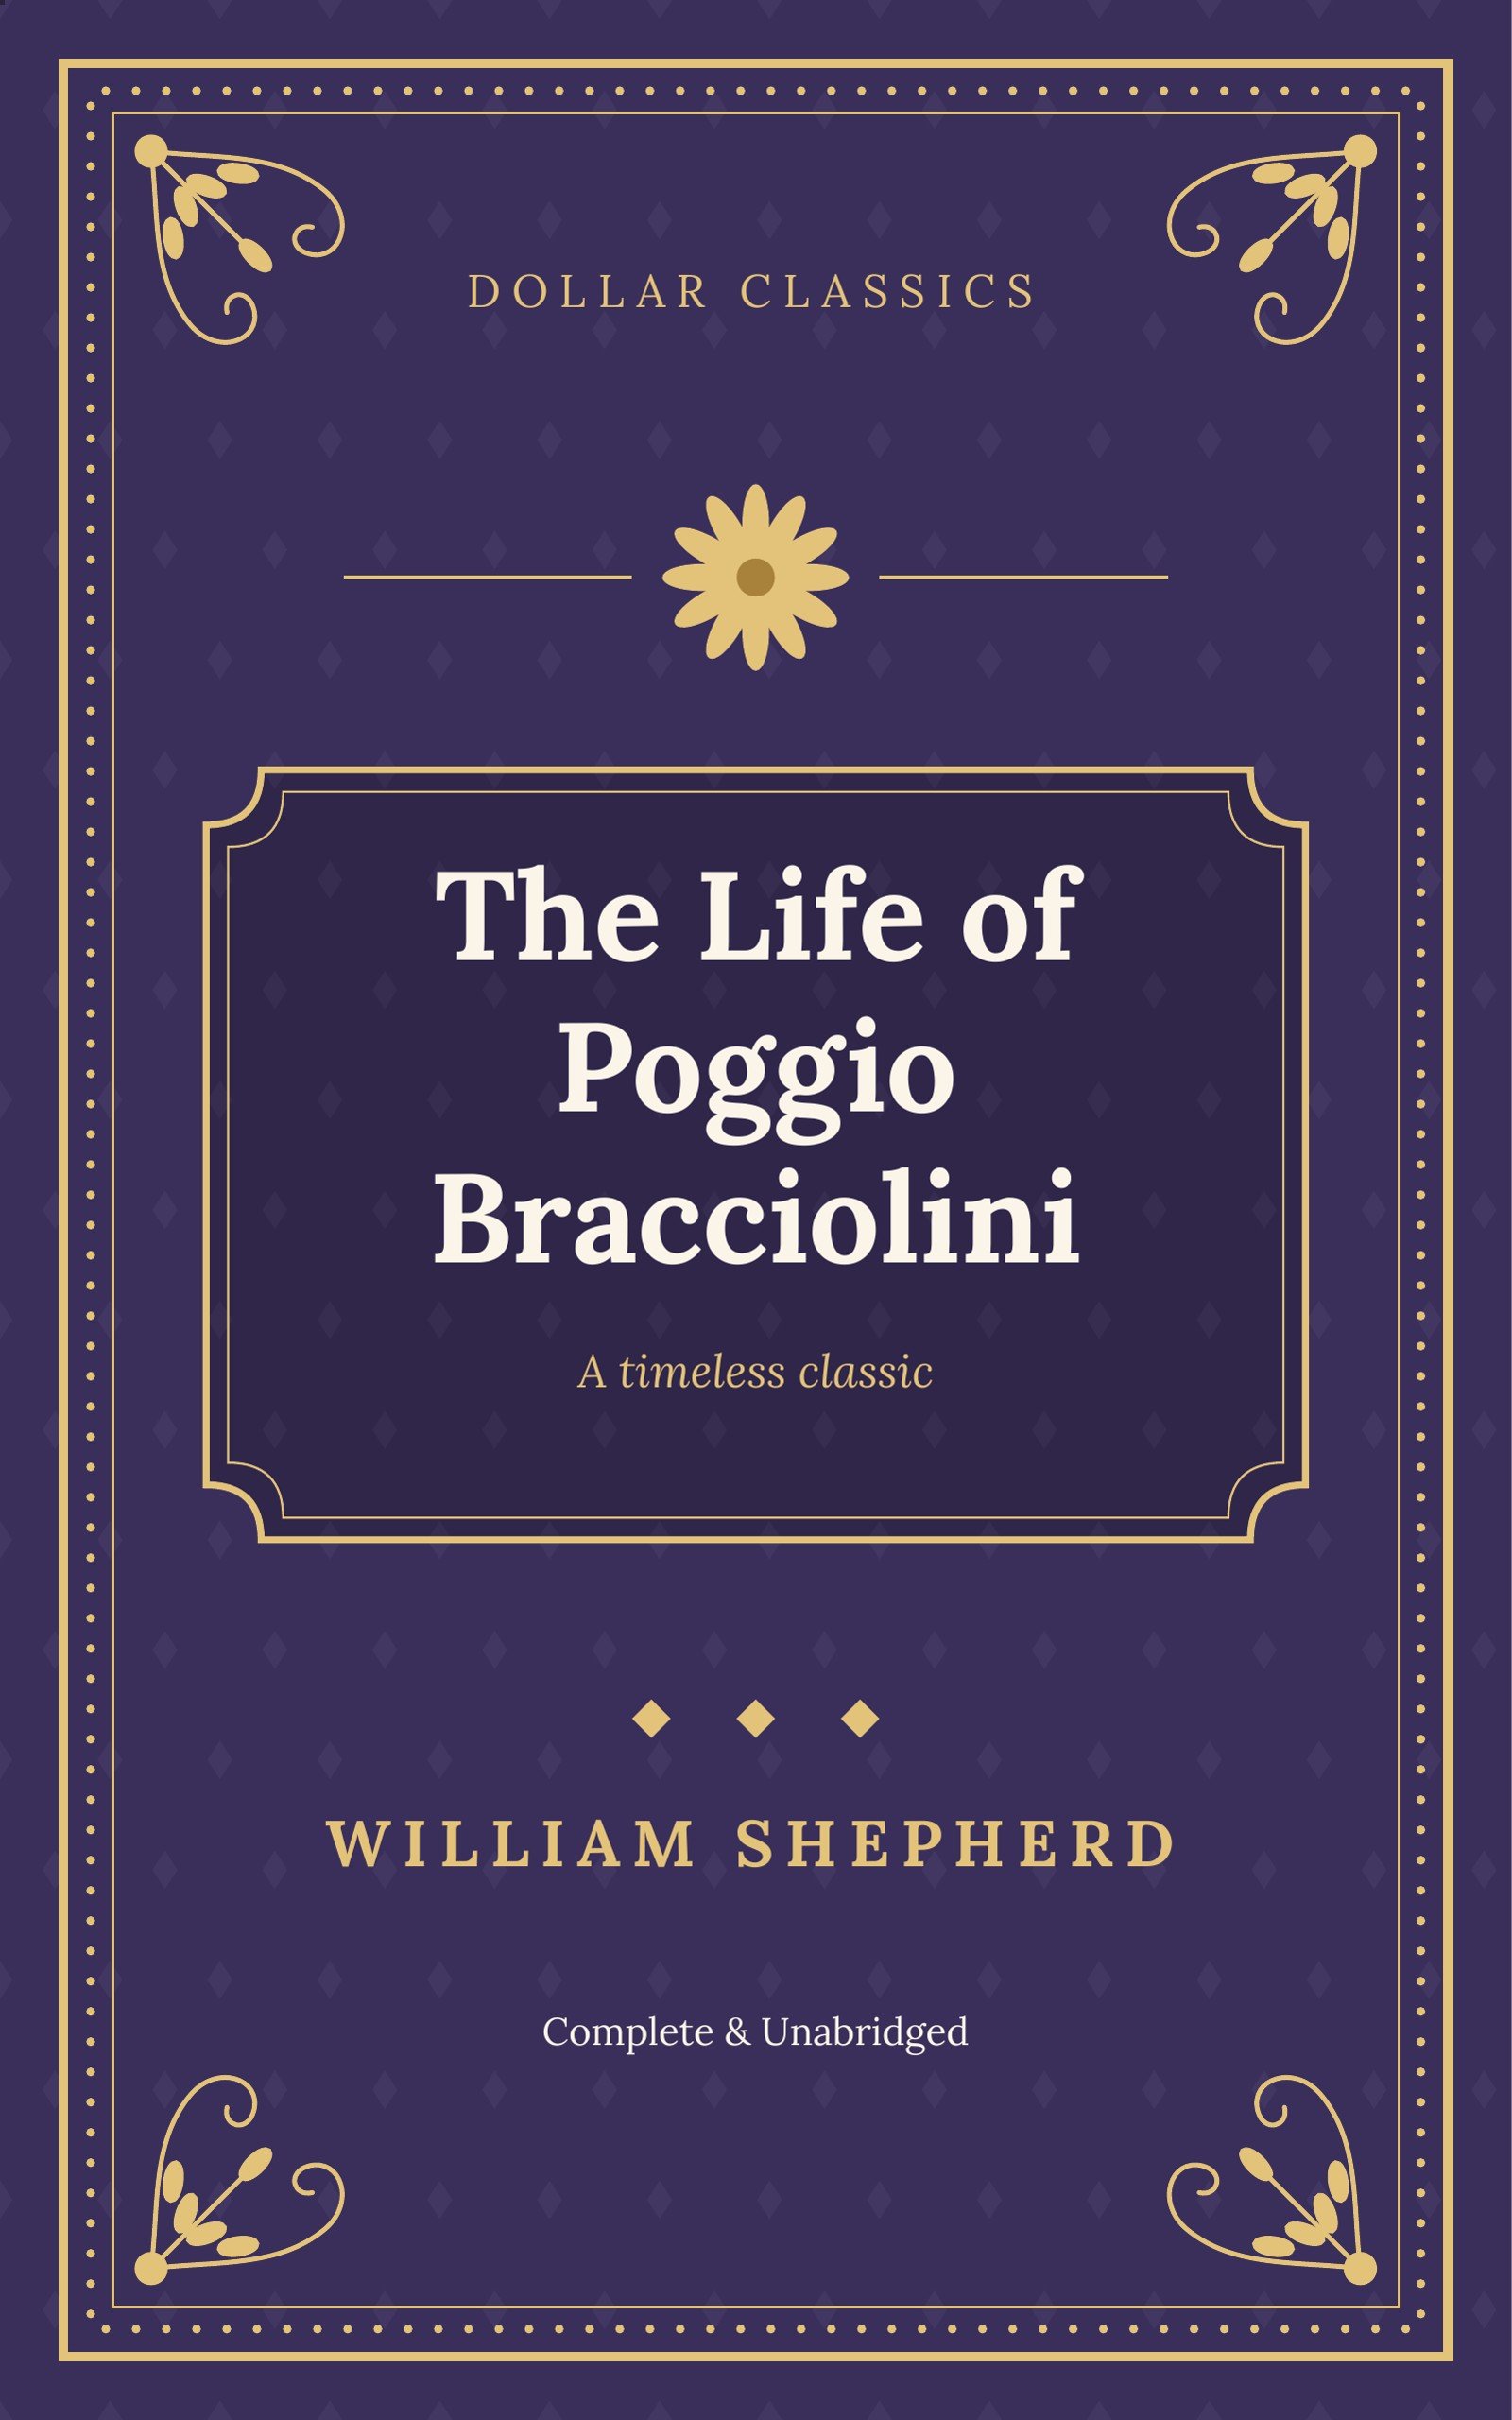 DOLLAR CLASSICS
The Life of
Poggio
Bracciolini
A timeless classic
WILLIAM SHEPHERD
Complete & Unabridged